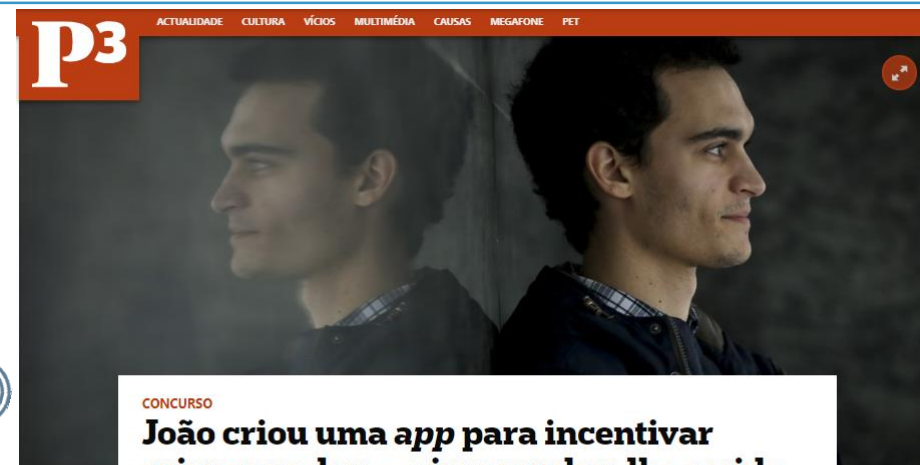 P3
ACTUALIDADE CULTURA VÍCIOS MULTIMÉDIA CAUSAS MEGAFONE PET
CONCURSO
João criou uma app para incentivar